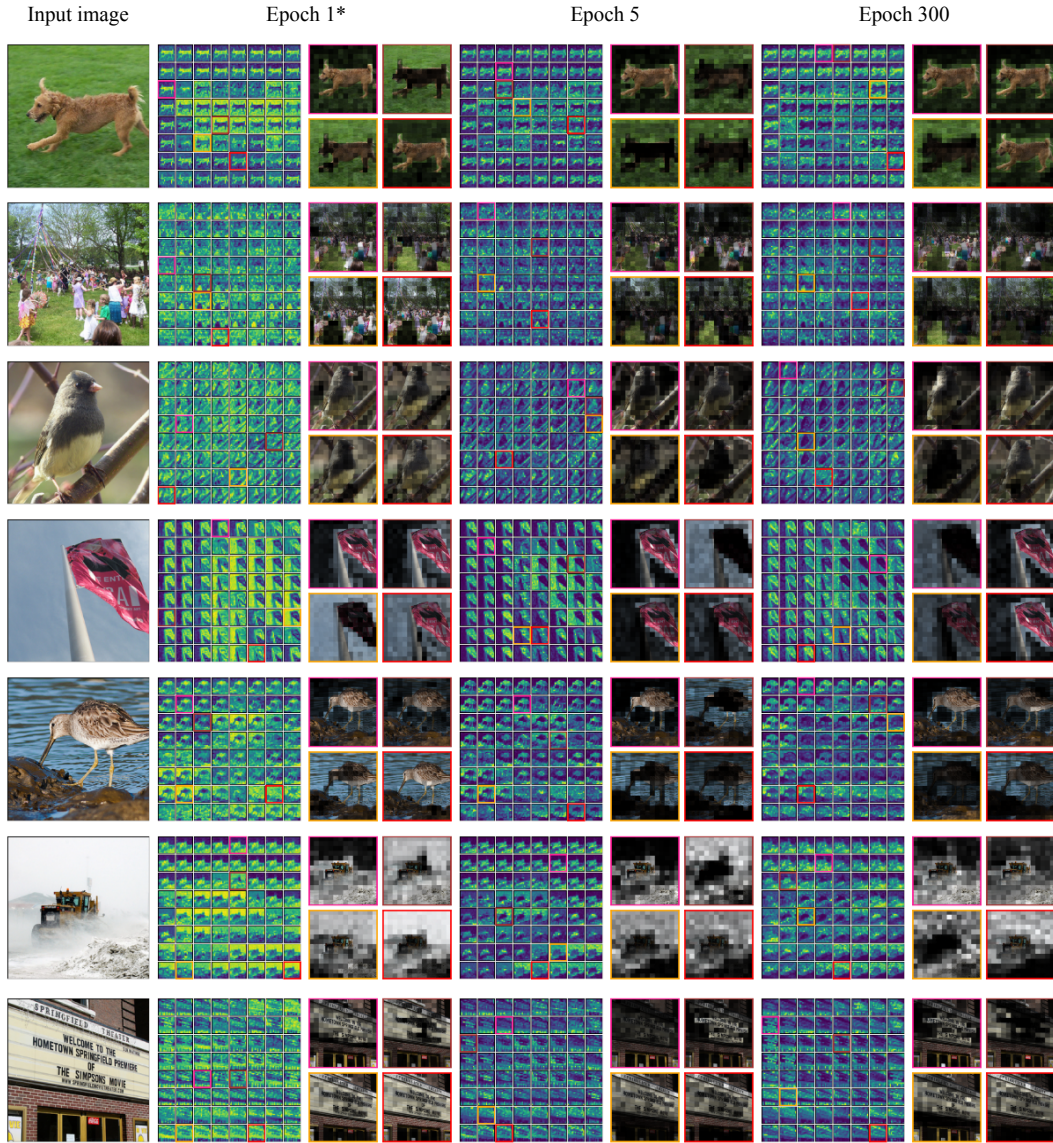 Input image
Epoch 1*
Epoch 5
Epoch 300
ENT
SPRINGFIELD THEATER
WELCOME TO THE
HOMETOWN SPRINGFIELD PREMIERE
OF
THE SIMPSONS MOVIE